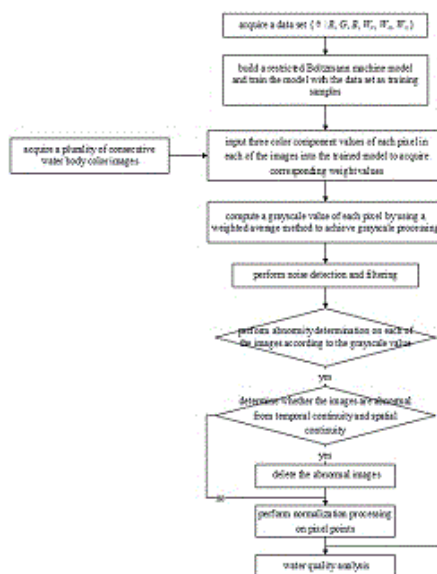 acquire a data set { : R, G, B, W
build a restricted Boltzmann machine model
and train the model with the data set as training
samples
acquire a plurality of consecutive
water body color images
input three color component values of each pixel in
each of the images into the trained model to acquire
corresponding weight values
compute a grayscale value of each pixel by using a
weighted average method to achieve grayscale processing
perform noise detection and filtering
perform abnormity determination on each of
the images according to the grayscale value
yes
determine whether the images are abnormal
from temporal continuity and spatial
continuity
yes
delete the abnormal images
no
perform normalization processing
on pixel points
water quality analysis